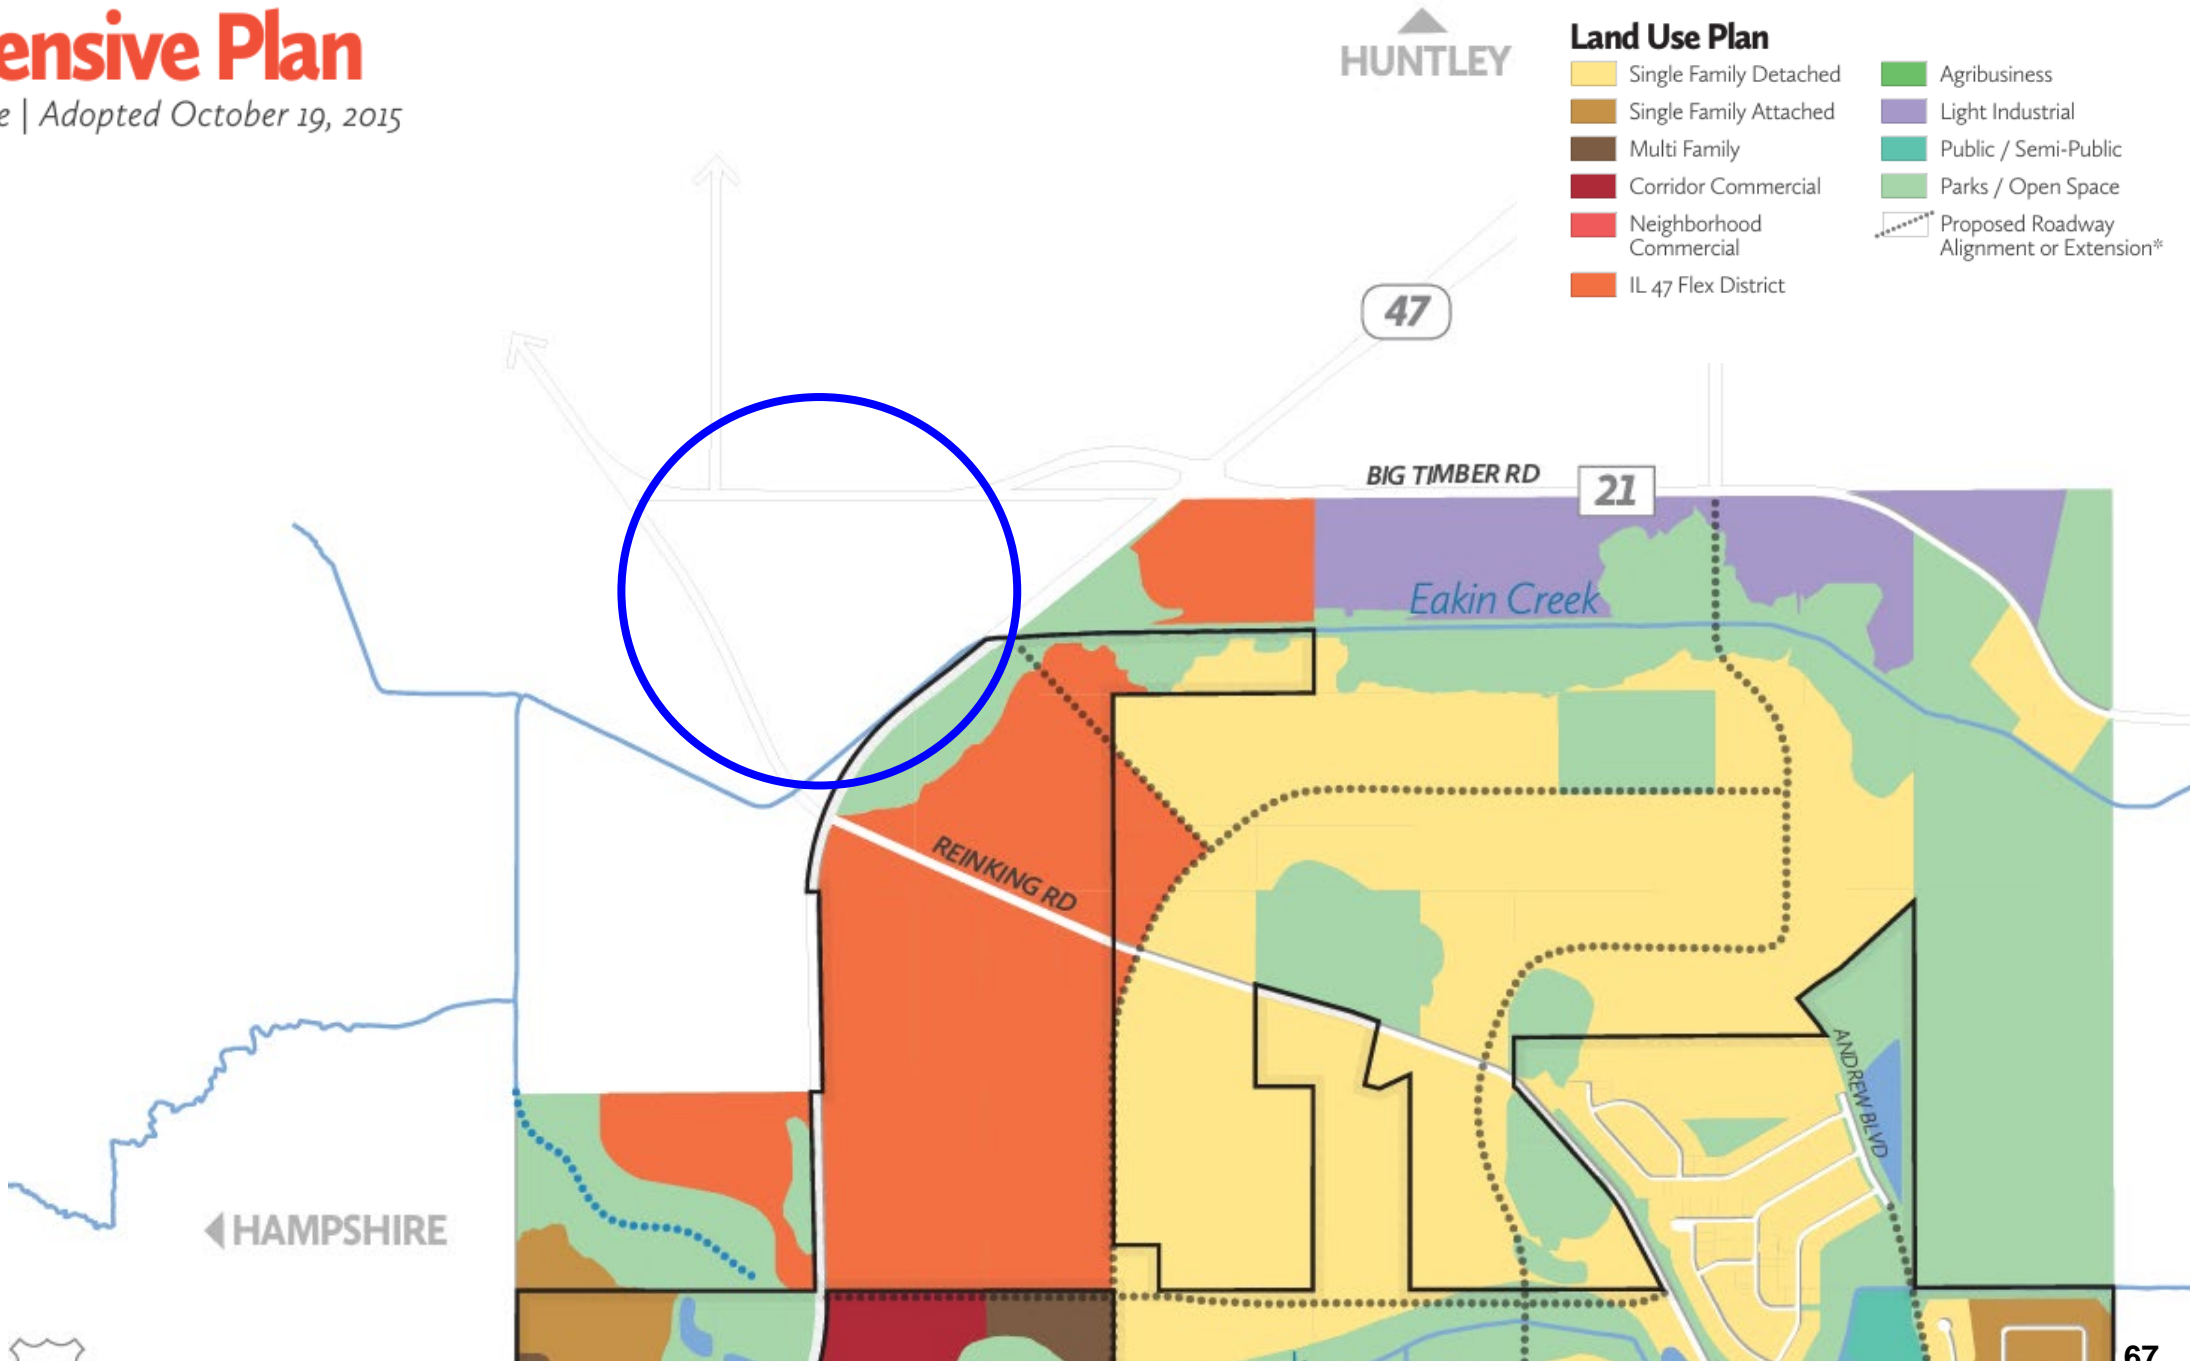 ensive Plan
e | Adopted October 19, 2015
HUNTLEY
Land Use Plan
Single Family Detached
Single Family Attached
Multi Family
Corridor Commercial
Neighborhood
Commercial
IL 47 Flex District
Agribusiness
Light Industrial
Public / Semi-Public
Parks / Open Space
Proposed Roadway
Alignment or Extension*
47
BIG TIMBER RD
21
Eakin Creek
REINKING RD
ANDREW BLVD
HAMPSHIRE
67